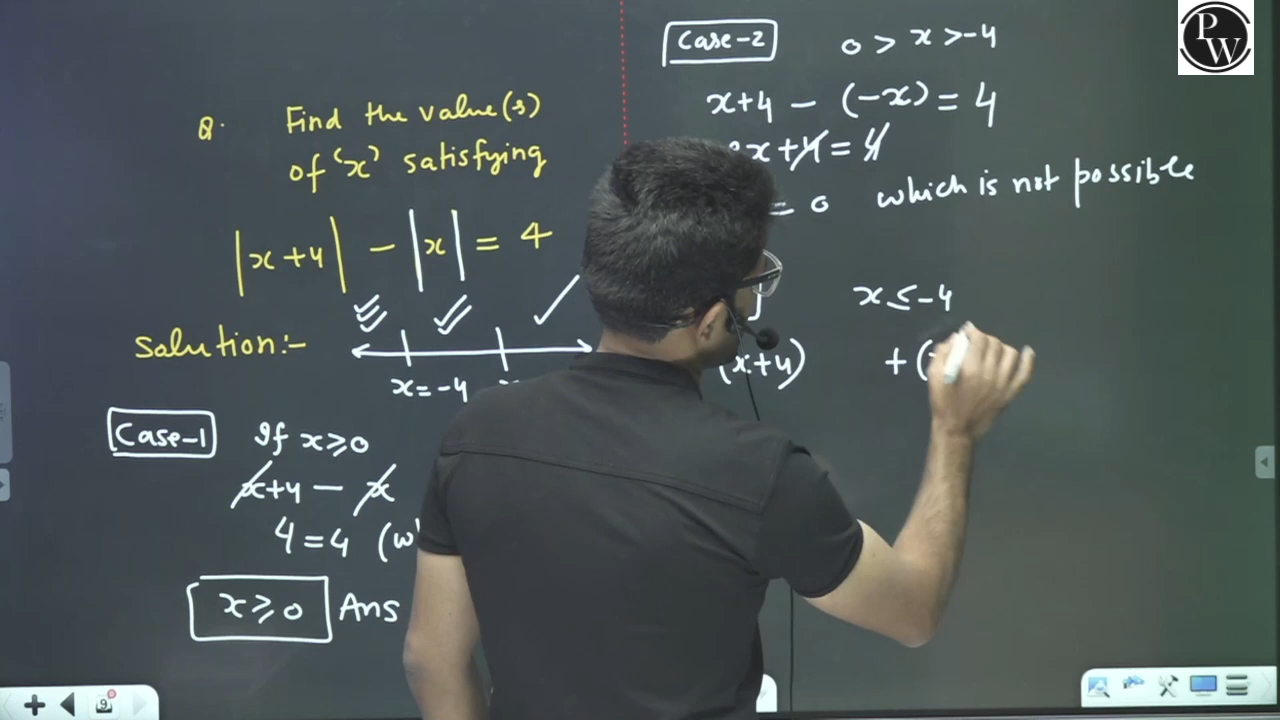 Q. Find the value(s)
of 'x' satisfying
|x+4| - |x| = 4
Solution:-
x=-4
Case-1 If x≥0
x+4 - x
4=4 (w
x≥0 Ans
Case-2 0 > x >-4
x+4 - (-x) = 4
x+4 = 4
= 0 which is not possible
x≤-4
(x+4) + (
PW
9